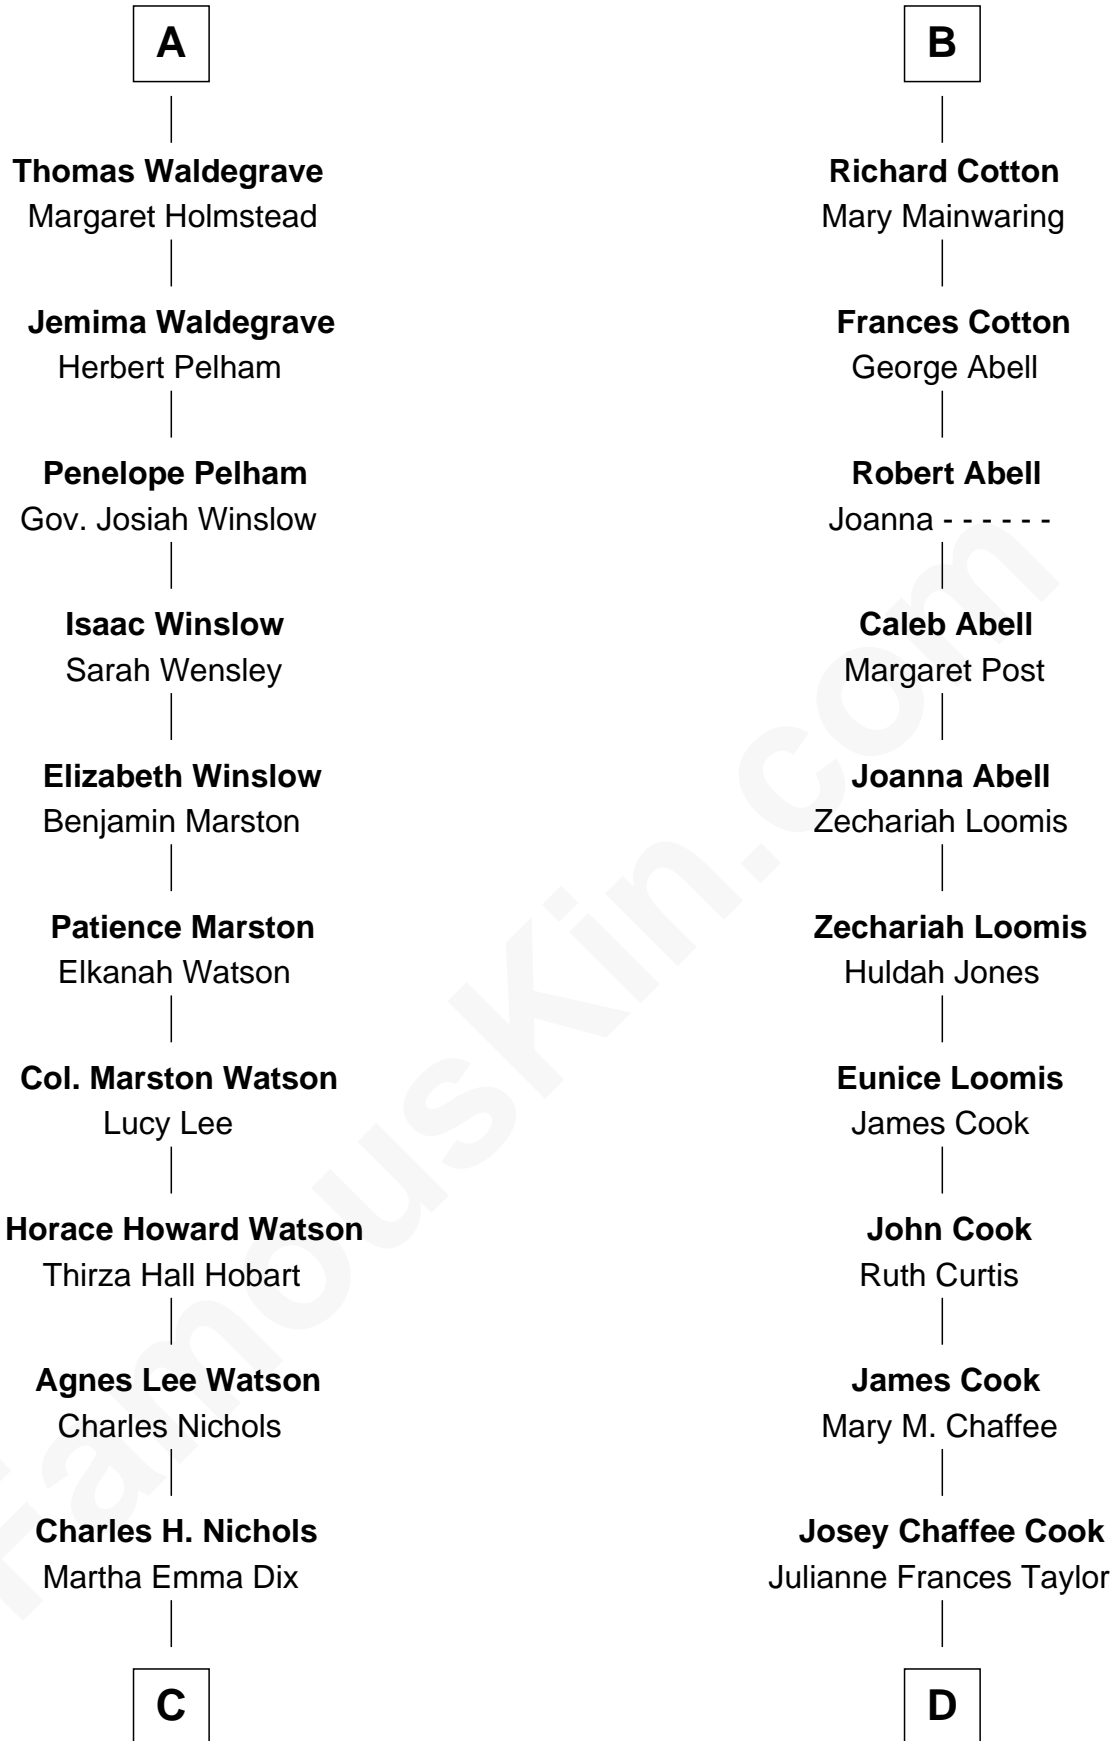 A
Thomas Waldegrave
Margaret Holmstead
Jemima Waldegrave
Herbert Pelham
Penelope Pelham
Gov. Josiah Winslow
Isaac Winslow
Sarah Wensley
Elizabeth Winslow
Benjamin Marston
Patience Marston
Elkanah Watson
Col. Marston Watson
Lucy Lee
Horace Howard Watson
Thirza Hall Hobart
Agnes Lee Watson
Charles Nichols
Charles H. Nichols
Martha Emma Dix
C
B
Richard Cotton
Mary Mainwaring
Frances Cotton
George Abell
Robert Abell
Joanna - - - - - -
Caleb Abell
Margaret Post
Joanna Abell
Zechariah Loomis
Zechariah Loomis
Huldah Jones
Eunice Loomis
James Cook
John Cook
Ruth Curtis
James Cook
Mary M. Chaffee
Josey Chaffee Cook
Julianne Frances Taylor
D
FamousKin.com